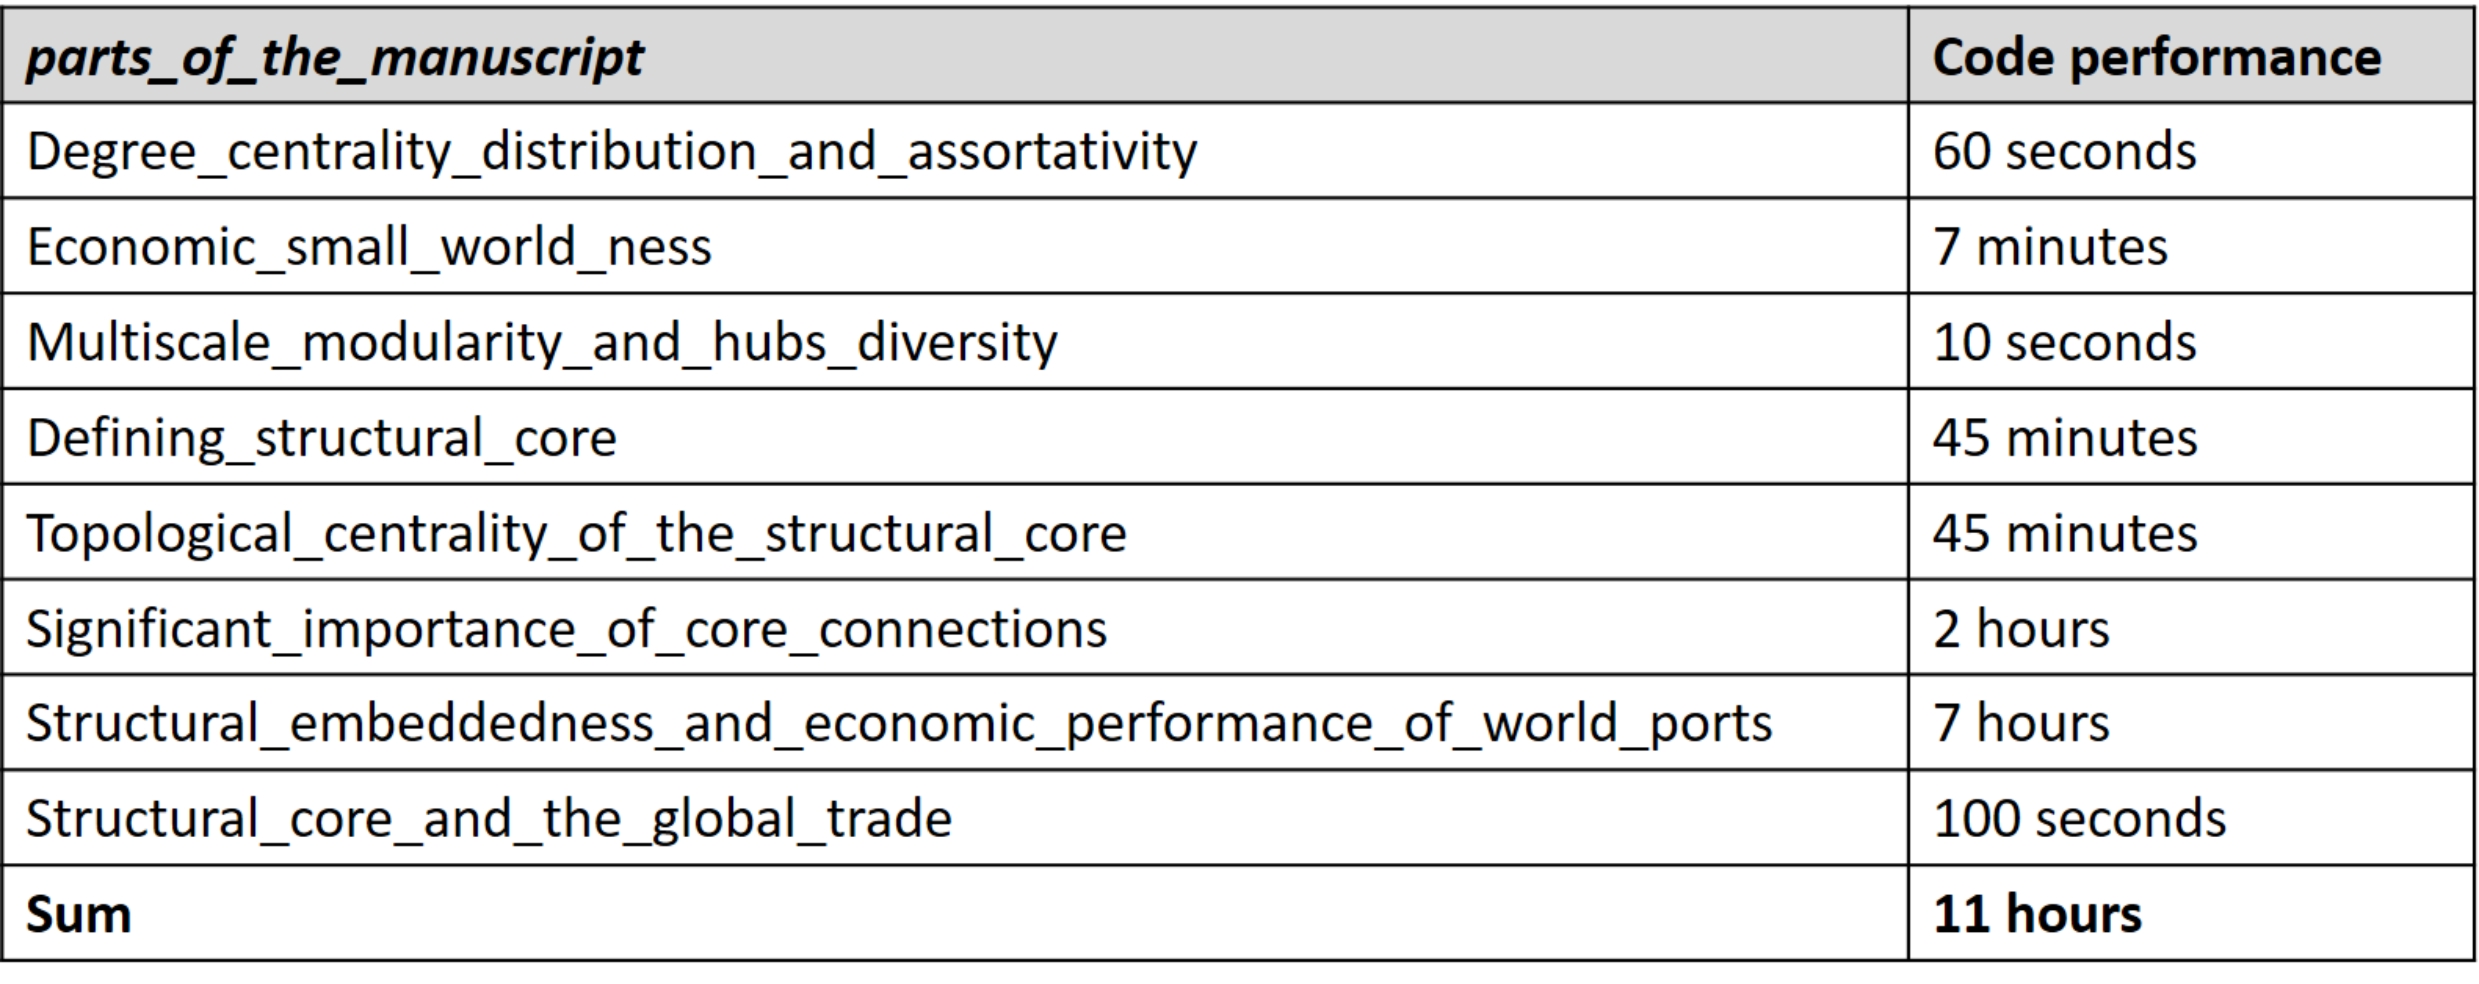 parts_of_the_manuscript Code performance
Degree_centrality_distribution_and_assortativity 60 seconds
Economic_small_world_ness 7 minutes
Multiscale_modularity_and_hubs_diversity 10 seconds
Defining_structural_core 45 minutes
Topological_centrality_of_the_structural_core 45 minutes
Significant_importance_of_core_connections 2 hours
Structural_embeddedness_and_economic_performance_of_world_ports 7 hours
Structural_core_and_the_global_trade 100 seconds
Sum 11 hours